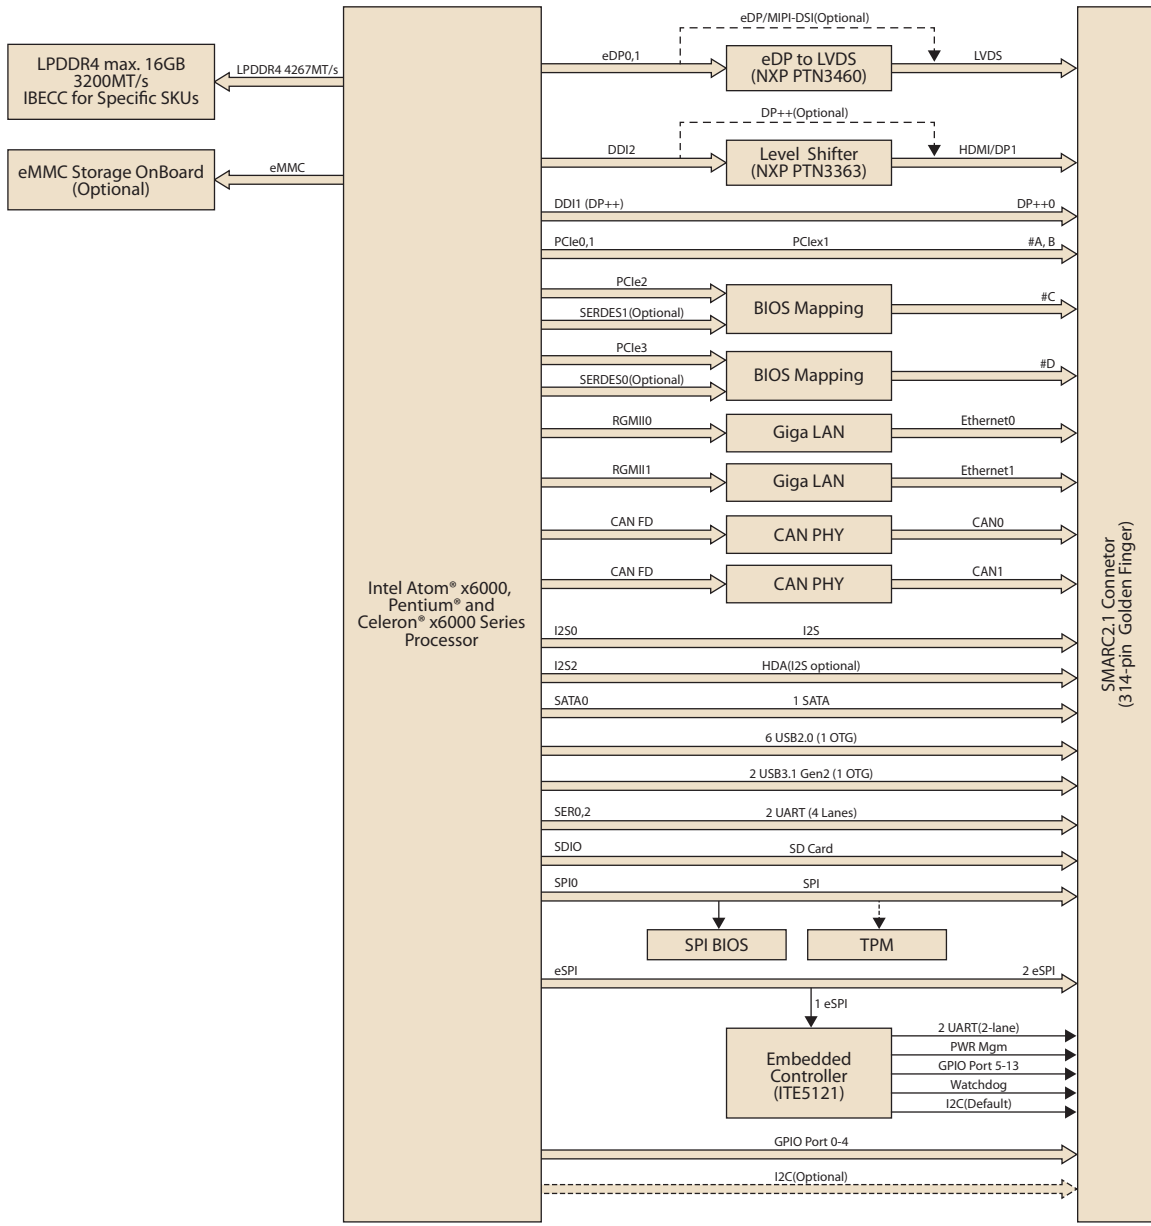 LPDDR4 max. 16GB
3200MT/s
IBECC for Specific SKUs
LPDDR4 4267MT/s
eMMC Storage OnBoard
(Optional)
eMMC
Intel Atom® x6000,
Pentium® and
Celeron® x6000 Series
Processor
eDP/MIPI-DSI(Optional)
eDP0,1
eDP to LVDS
(NXP PTN3460)
LVDS
DP++(Optional)
DDI2
Level Shifter
(NXP PTN3363)
HDMI/DP1
DDI1 (DP++)
DP++0
PCIe0,1
PCIex1
#A, B
PCIe2
SERDES1(Optional)
BIOS Mapping
#C
PCIe3
SERDES0(Optional)
BIOS Mapping
#D
RGMII0
Giga LAN
Ethernet0
RGMII1
Giga LAN
Ethernet1
CAN FD
CAN PHY
CAN0
CAN FD
CAN PHY
CAN1
I2S0
I2S
I2S2
HDA(I2S optional)
SATA0
1 SATA
6 USB2.0 (1 OTG)
2 USB3.1 Gen2 (1 OTG)
SER0,2
2 UART (4 Lanes)
SDIO
SD Card
SPI0
SPI
SPI BIOS
TPM
eSPI
2 eSPI
1 eSPI
Embedded
Controller
(ITE5121)
2 UART(2-lane)
PWR Mgm
GPIO Port 5-13
Watchdog
I2C(Default)
GPIO Port 0-4
I2C(Optional)
SMARC2.1 Connetor
(314-pin Golden Finger)